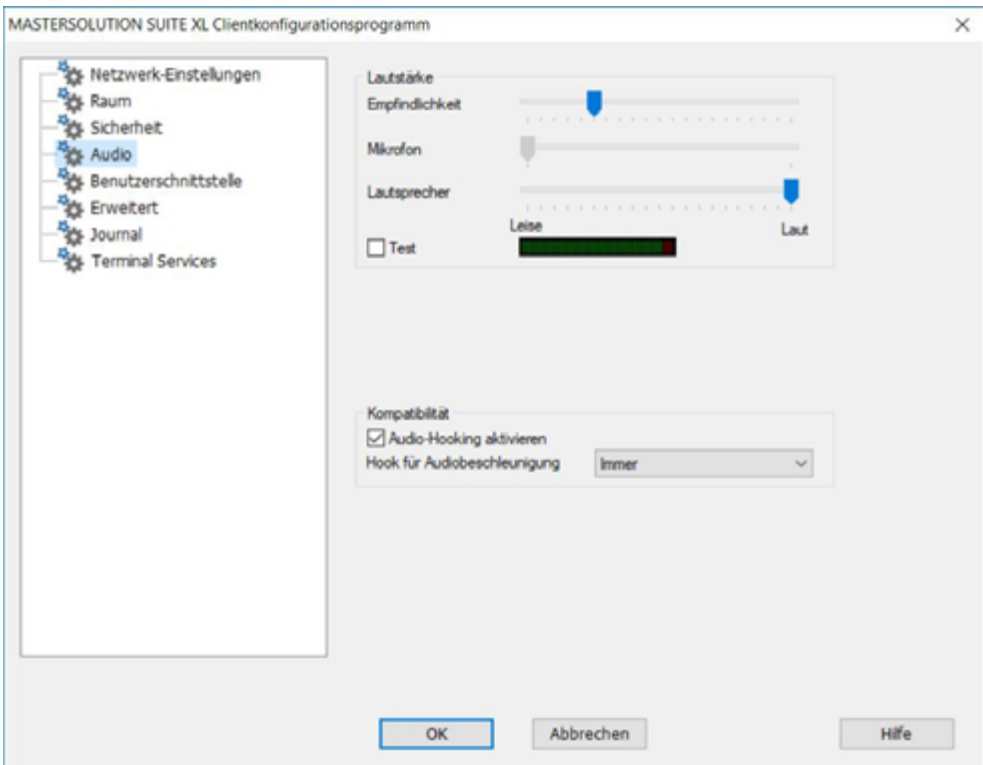 MASTERSOLUTION SUITE XL Clientkonfigurationsprogramm
Netzwerk-Einstellungen
Raum
Sicherheit
Audio
Benutzerschnittstelle
Erweitert
Journal
Terminal Services
Lautstärke
Empfindlichkeit
Mikrofon
Lautsprecher
Leise
Laut
Test
Kompatibilität
Audio-Hooking aktivieren
Hook für Audiobeschleunigung Immer
OK Abbrechen Hilfe